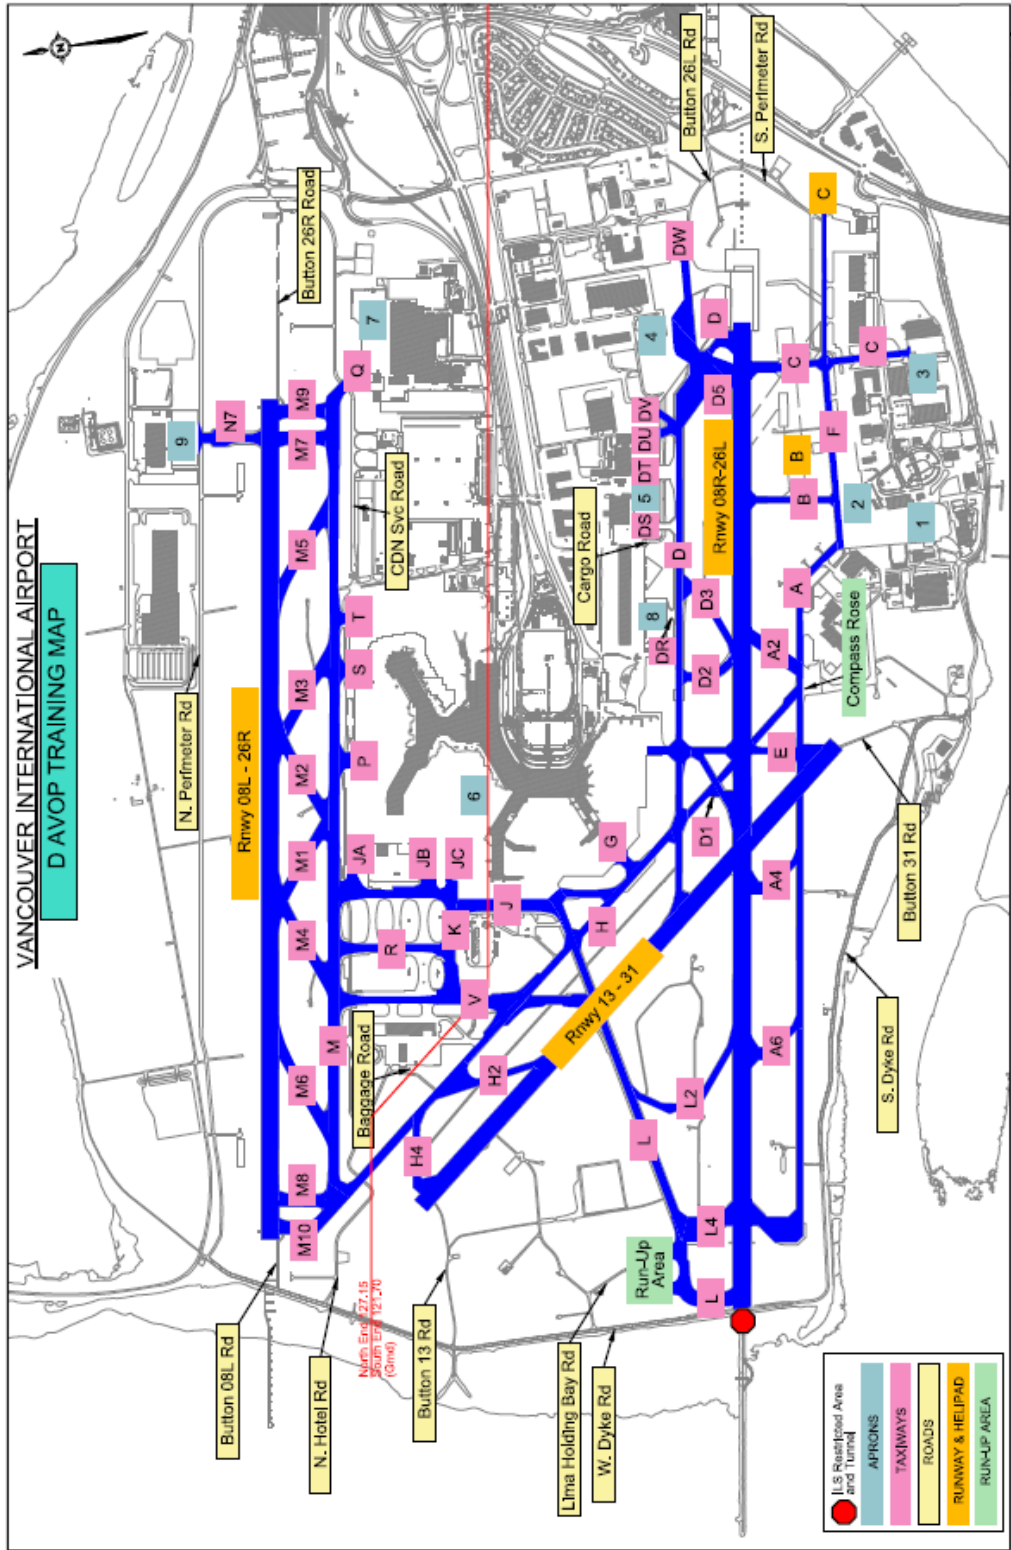 VANCOUVER INTERNATIONAL AIRPORT
D AVOP TRAINING MAP
N
N. Perimeter Rd
Button 26R Road
9
N7
7
Rnwy 08L - 26R
M10
M8
M6
M4
M1
M2
M3
M5
M7
M9
Q
M
JA
P
S
T
CDN Svc Road
R
JB
JC
K
J
V
Baggage Road
6
Button 08L Rd
N. Hotel Rd
North End 127.15
South End 121.70
(Grnd)
Button 13 Rd
H4
H2
H
G
Rnwy 13 - 31
Lima Holding Bay Rd
W. Dyke Rd
Run-Up
Area
L
L4
L
L2
Cargo Road
8
DR
DS
5
DT
DU
DV
4
DW
Button 26L Rd
S. Perimeter Rd
D
D1
D2
D3
Rnwy 08R-26L
D5
D
A6
A4
E
A2
A
B
B
C
C
C
F
1
2
3
Compass Rose
Button 31 Rd
S. Dyke Rd
ILS Restricted Area
and Tunnel
APRONS
TAXIWAYS
ROADS
RUNWAY & HELIPAD
RUN-UP AREA